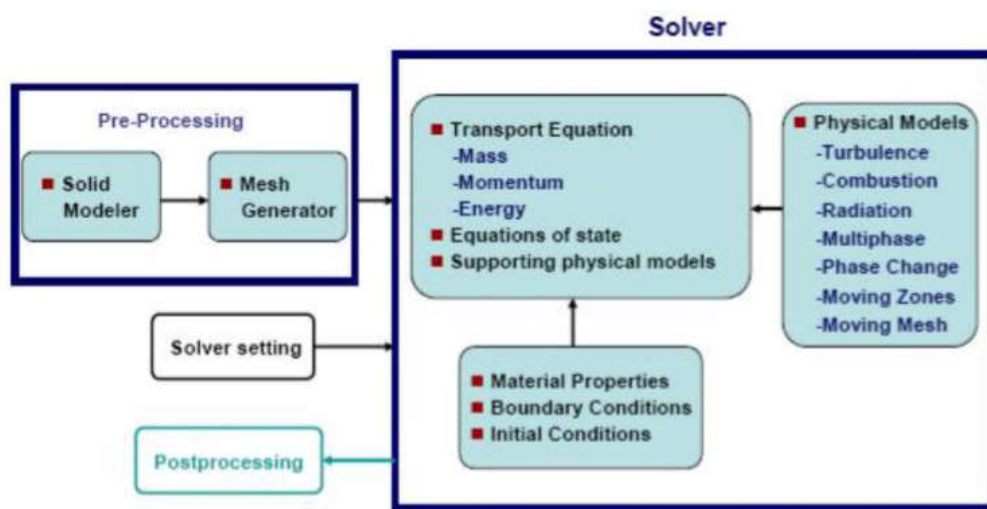 Solver
Pre-Processing
Solid
Modeler
Mesh
Generator
Transport Equation
-Mass
-Momentum
-Energy
Equations of state
Supporting physical models
Physical Models
-Turbulence
-Combustion
-Radiation
-Multiphase
-Phase Change
-Moving Zones
-Moving Mesh
Solver setting
Material Properties
Boundary Conditions
Initial Conditions
Postprocessing